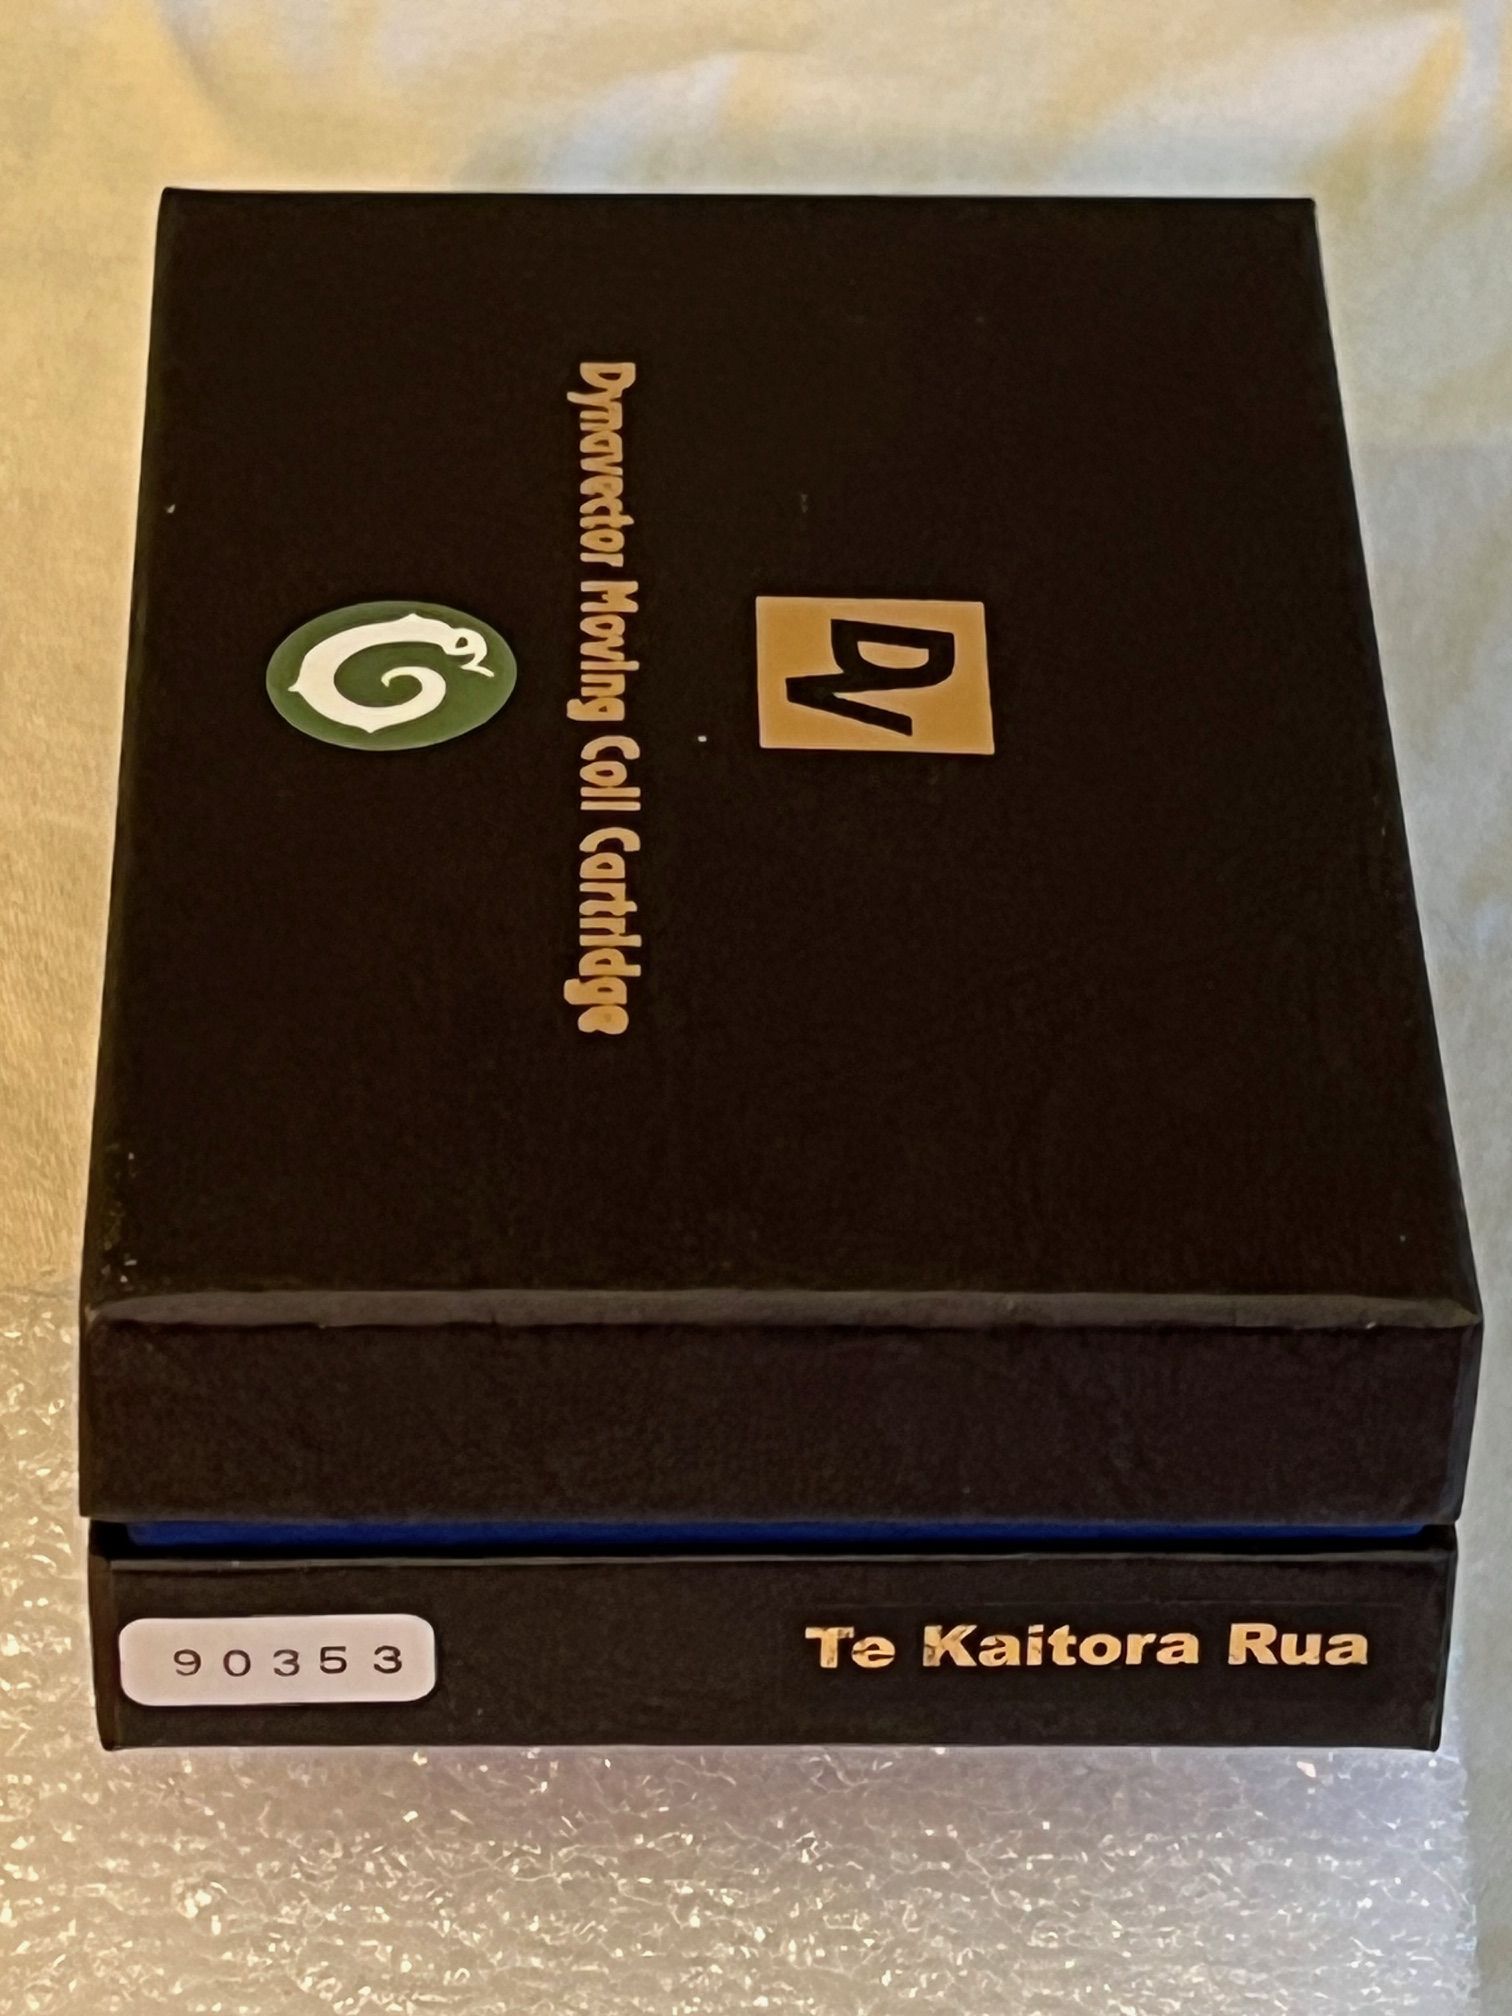 DV
Dynavector Moving Coil Cartridge
90353
Te Kaitora Rua